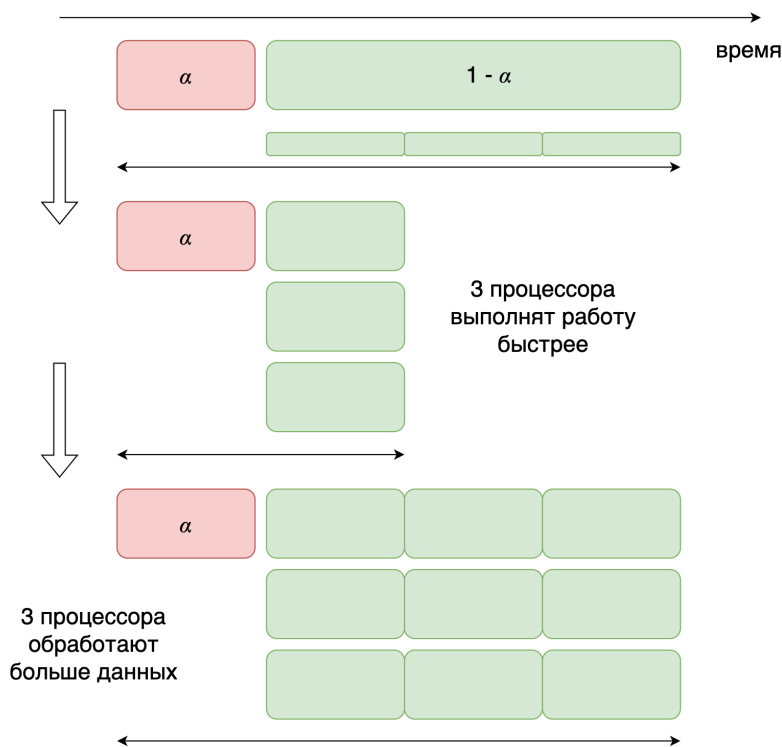 время
α
1 - α
α
3 процессора
выполнят работу
быстрее
α
3 процессора
обработают
больше данных